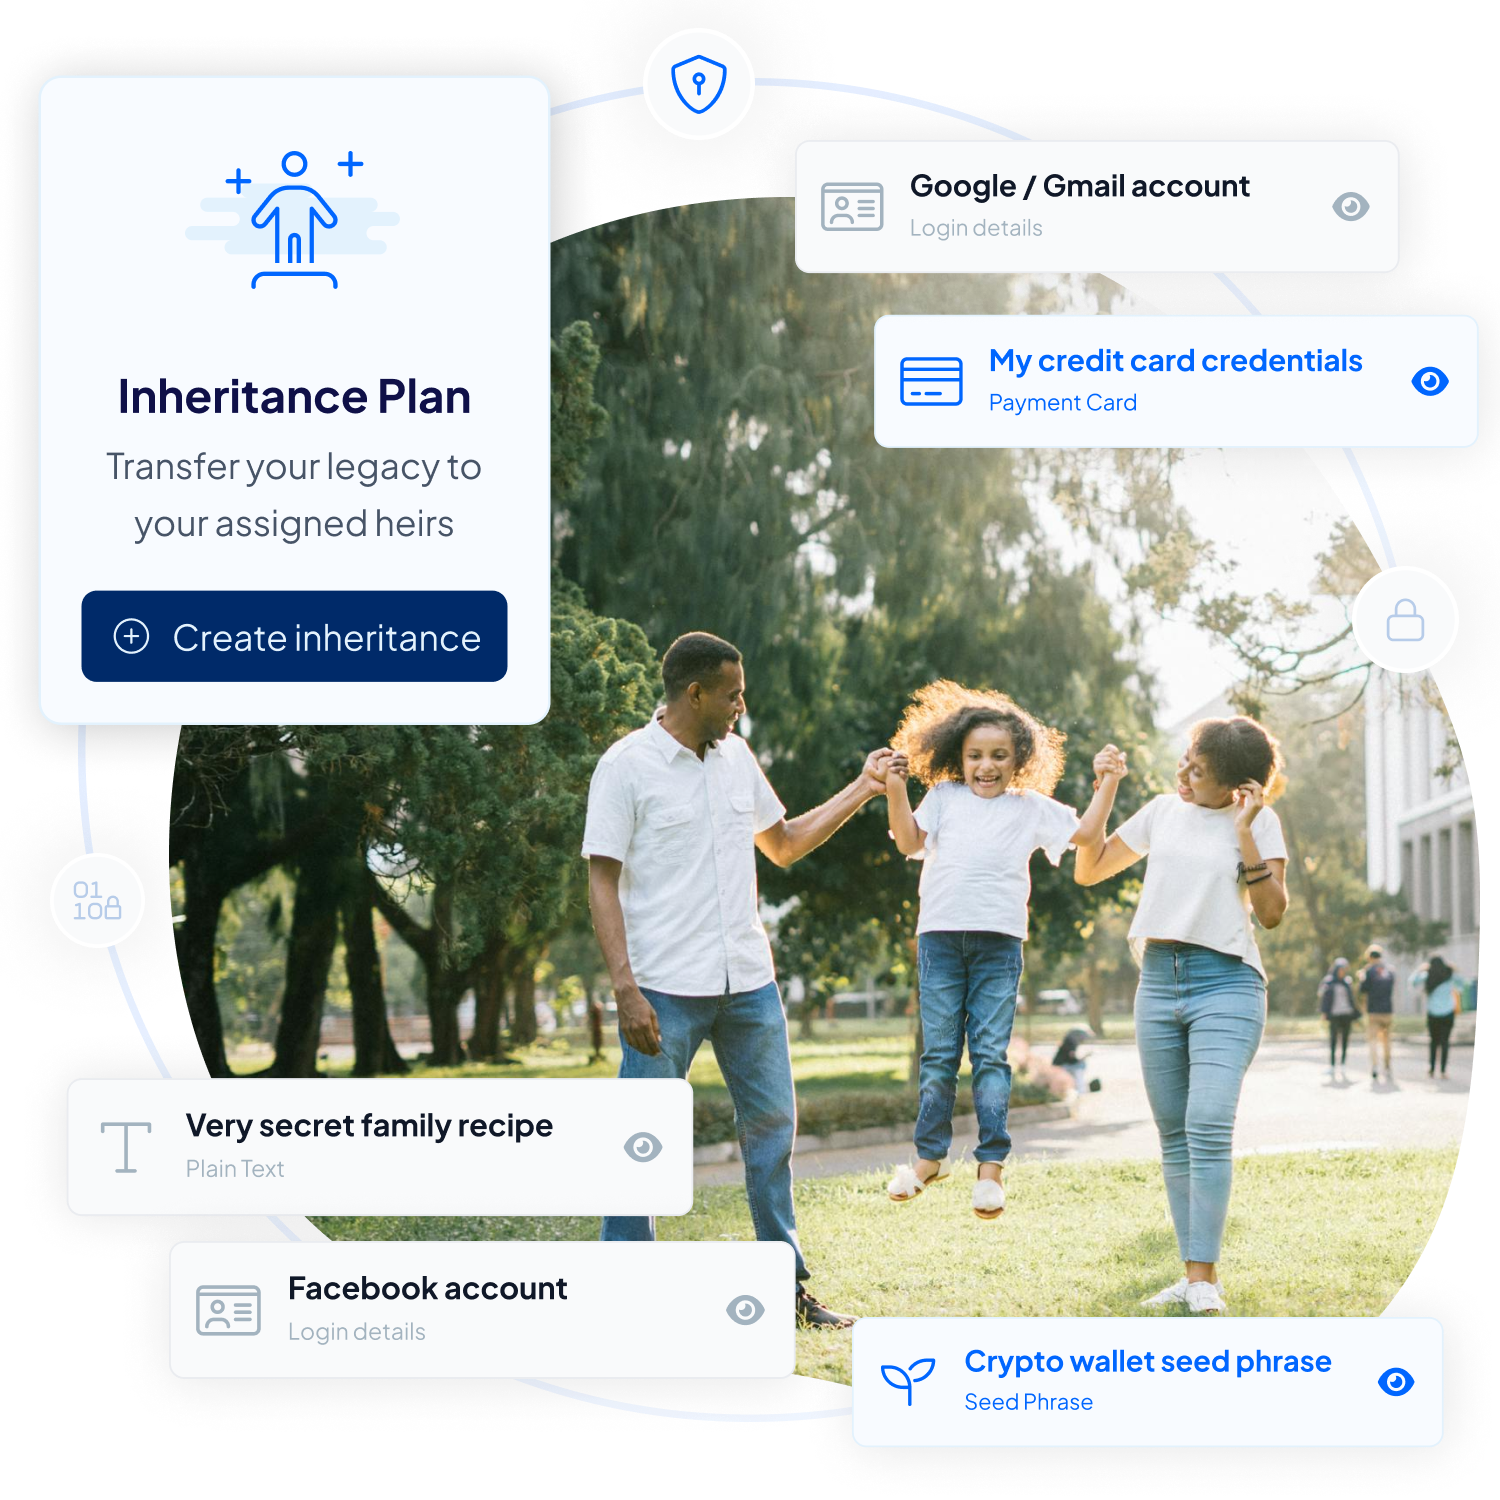 Inheritance Plan
Transfer your legacy to
your assigned heirs
Create inheritance
Google / Gmail account
Login details
My credit card credentials
Payment Card
01
10
Very secret family recipe
Plain Text
Facebook account
Login details
Crypto wallet seed phrase
Seed Phrase